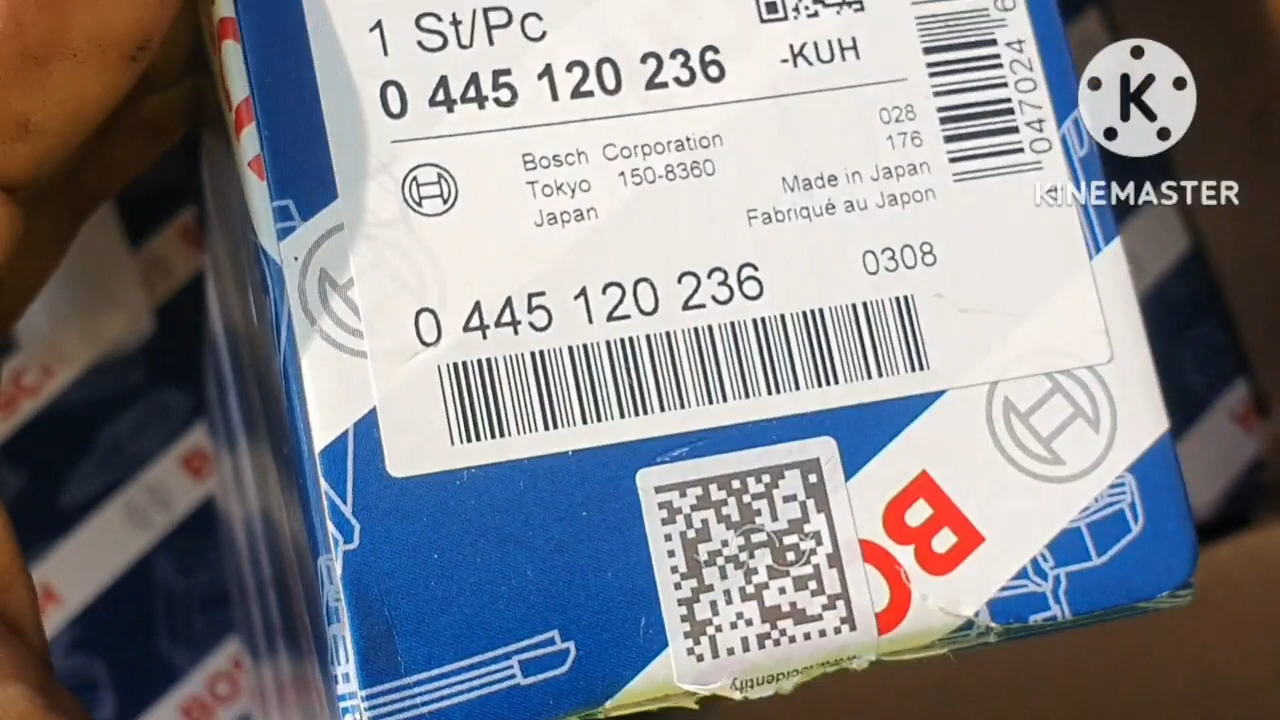 1 St/Pc
0 445 120 236
-KUH
Bosch Corporation
Tokyo 150-8360
Japan
028
176
Made in Japan
Fabriqué au Japon
0308
0 445 120 236
047024
K
KINEMASTER
BO